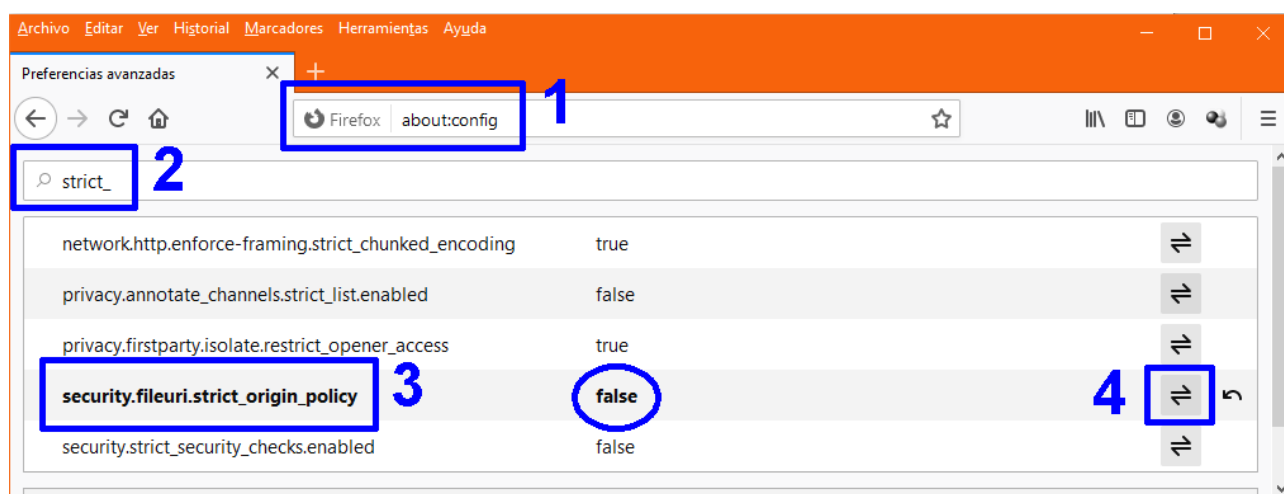 Archivo Editar Ver Historial Marcadores Herramientas Ayuda
Preferencias avanzadas
1
Firefox about:config
2
strict_
network.http.enforce-framing.strict_chunked_encoding true
privacy.annotate_channels.strict_list.enabled false
privacy.firstparty.isolate.restrict_opener_access true
security.fileuri.strict_origin_policy 3 false 4
security.strict_security_checks.enabled false